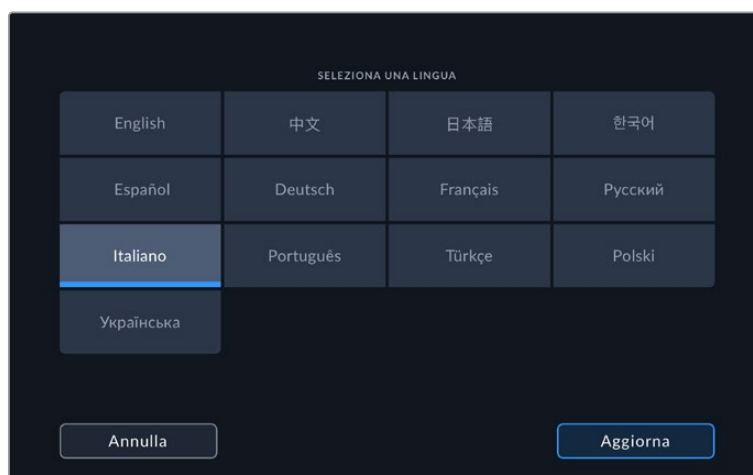 SELEZIONA UNA LINGUA
English 中文 日本語 한국어
Español Deutsch Français Русский
Italiano Português Türkçe Polski
Українська
Annulla Aggiorna